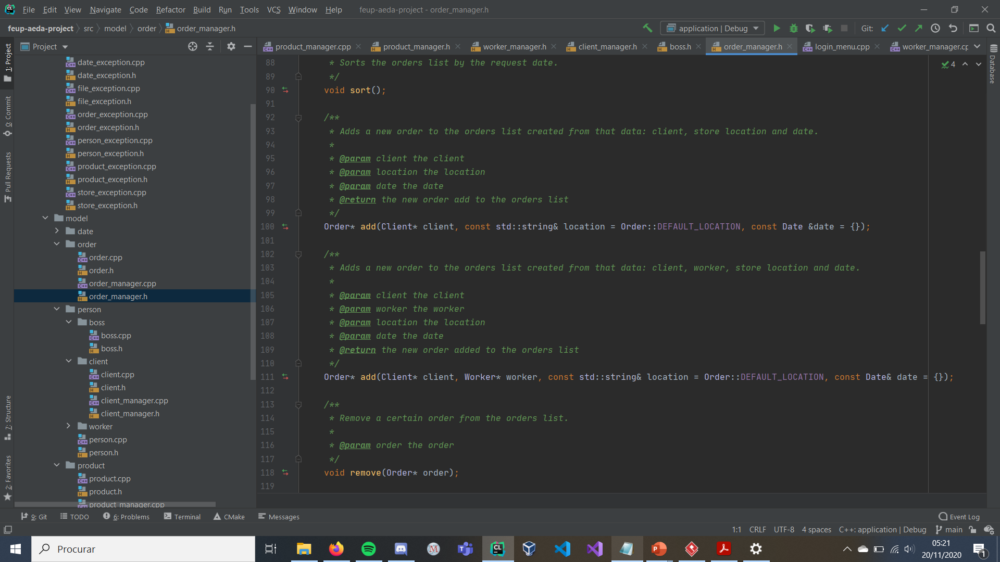 File Edit View Navigate Code Refactor Build Run Tools VCS Window Help feup-aeda-project - order_manager.h
feup-aeda-project src model order order_manager.h application | Debug Git:
Project
product_manager.cpp product_manager.h worker_manager.h client_manager.h boss.h order_manager.h login_menu.cpp worker_manager.cp
1: Project
0: Commit
Pull Requests
7: Structure
2: Favorites
date_exception.cpp
date_exception.h
file_exception.cpp
file_exception.h
order_exception.cpp
order_exception.h
person_exception.cpp
person_exception.h
product_exception.cpp
product_exception.h
store_exception.cpp
store_exception.h
model
date
order
order.cpp
order.h
order_manager.cpp
order_manager.h
person
boss
boss.cpp
boss.h
client
client.cpp
client.h
client_manager.cpp
client_manager.h
worker
person.cpp
person.h
product
product.cpp
product.h
product_manager.cpp
88 * Sorts the orders list by the request date.
89 */
90 void sort();
91
92 /**
93 * Adds a new order to the orders list created from that data: client, store location and date.
94 *
95 * @param client the client
96 * @param location the location
97 * @param date the date
98 * @return the new order add to the orders list
99 */
100 Order* add(Client* client, const std::string& location = Order::DEFAULT_LOCATION, const Date &date = {});
101
102 /**
103 * Adds a new order to the orders list created from that data: client, worker, store location and date.
104 *
105 * @param client the client
106 * @param worker the worker
107 * @param location the location
108 * @param date the date
109 * @return the new order added to the orders list
110 */
111 Order* add(Client* client, Worker* worker, const std::string& location = Order::DEFAULT_LOCATION, const Date& date = {});
112
113 /**
114 * Remove a certain order from the orders list.
115 *
116 * @param order the order
117 */
118 void remove(Order* order);
119
4
Database
9: Git TODO 6: Problems Terminal CMake Messages Event Log
1:1 CRLF UTF-8 4 spaces C++: application | Debug main
Procurar
05:21
20/11/2020
1